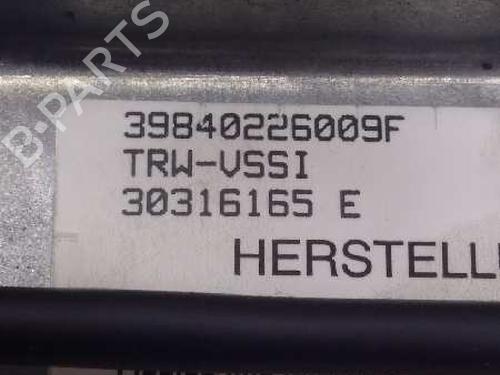 B-PARTS
39840226009F
TRW-VSSI
30316165 E
HERSTELL